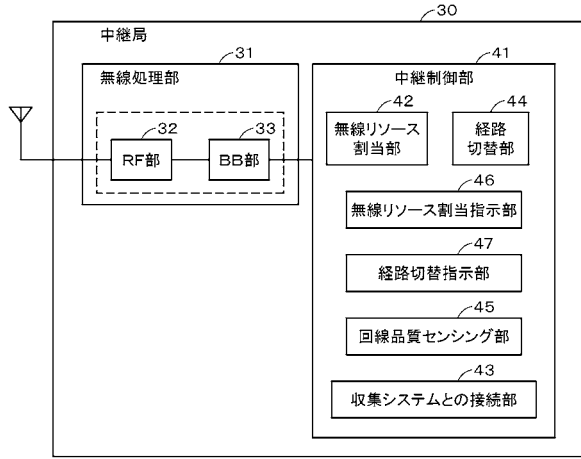 30
中継局
31
無線処理部
32
RF部
33
BB部
41
中継制御部
42
無線リソース
割当部
44
経路
切替部
46
無線リソース割当指示部
47
経路切替指示部
45
回線品質センシング部
43
収集システムとの接続部